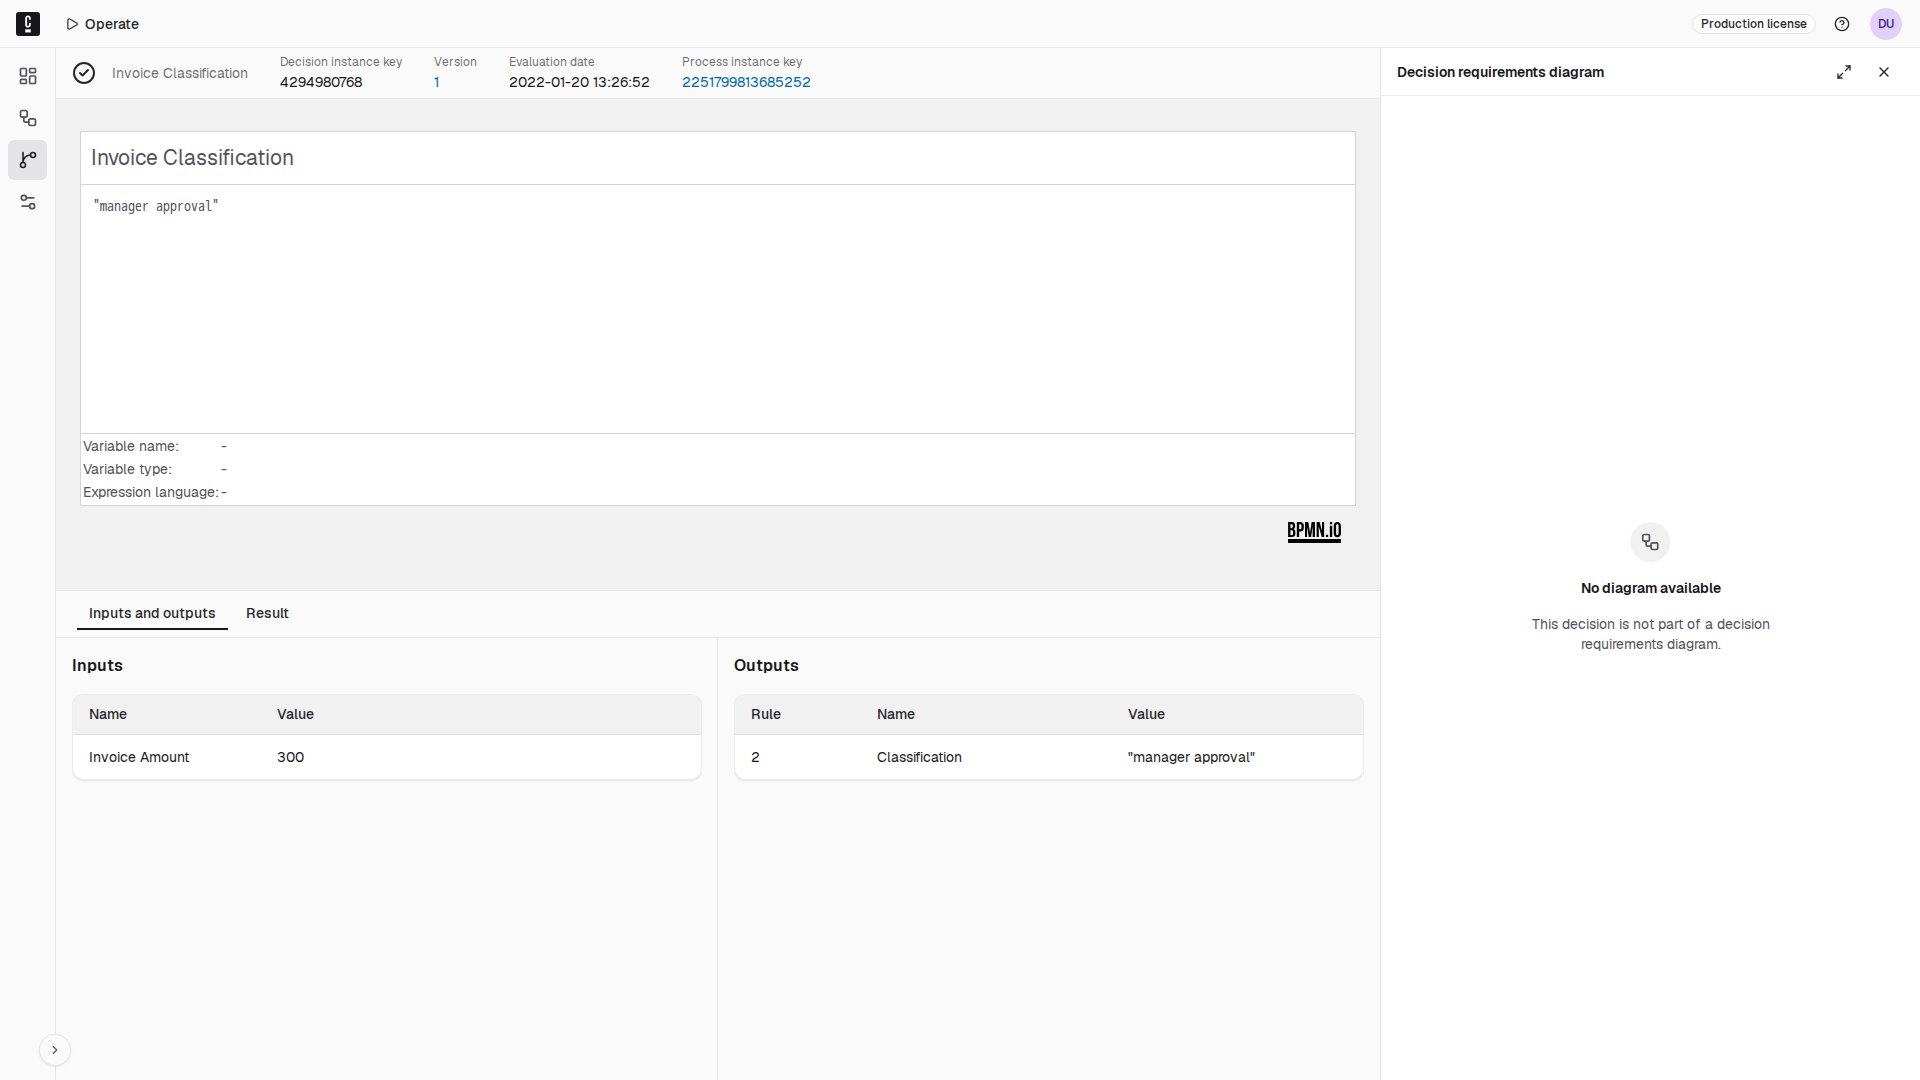 Operate
Production license
DU
Invoice Classification
Decision instance key
4294980768
Version
1
Evaluation date
2022-01-20 13:26:52
Process instance key
2251799813685252
Decision requirements diagram
Invoice Classification
"manager approval"
Variable name: -
Variable type: -
Expression language: -
BPMN.iO
No diagram available
This decision is not part of a decision
requirements diagram.
Inputs and outputs
Result
Inputs
Name Value
Invoice Amount 300
Outputs
Rule Name Value
2 Classification "manager approval"